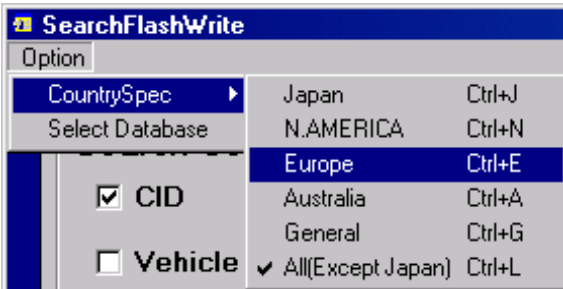 SearchFlashWrite
Option
CountrySpec
Select Database
Japan Ctrl+J
N.AMERICA Ctrl+N
Europe Ctrl+E
Australia Ctrl+A
General Ctrl+G
All(Except Japan) Ctrl+L
CID
Vehicle